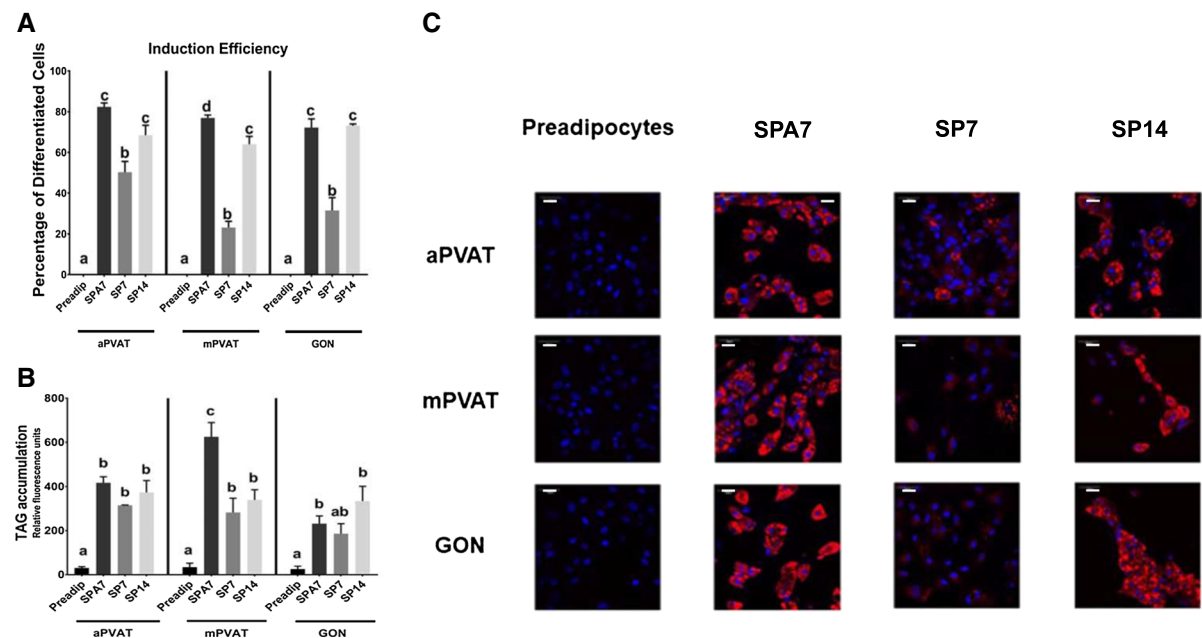 A
Induction Efficiency
Percentage of Differentiated Cells
100
80
60
40
20
0
a
c
b
c
a
d
b
c
a
c
b
c
Preadip
SPA7
SP7
SP14
Preadip
SPA7
SP7
SP14
Preadip
SPA7
SP7
SP14
aPVAT
mPVAT
GON
B
TAG accumulation
Relative fluorescence units
800
600
400
200
0
a
b
b
b
a
c
b
b
a
b
ab
b
Preadip
SPA7
SP7
SP14
Preadip
SPA7
SP7
SP14
Preadip
SPA7
SP7
SP14
aPVAT
mPVAT
GON
C
Preadipocytes SPA7 SP7 SP14
aPVAT
mPVAT
GON